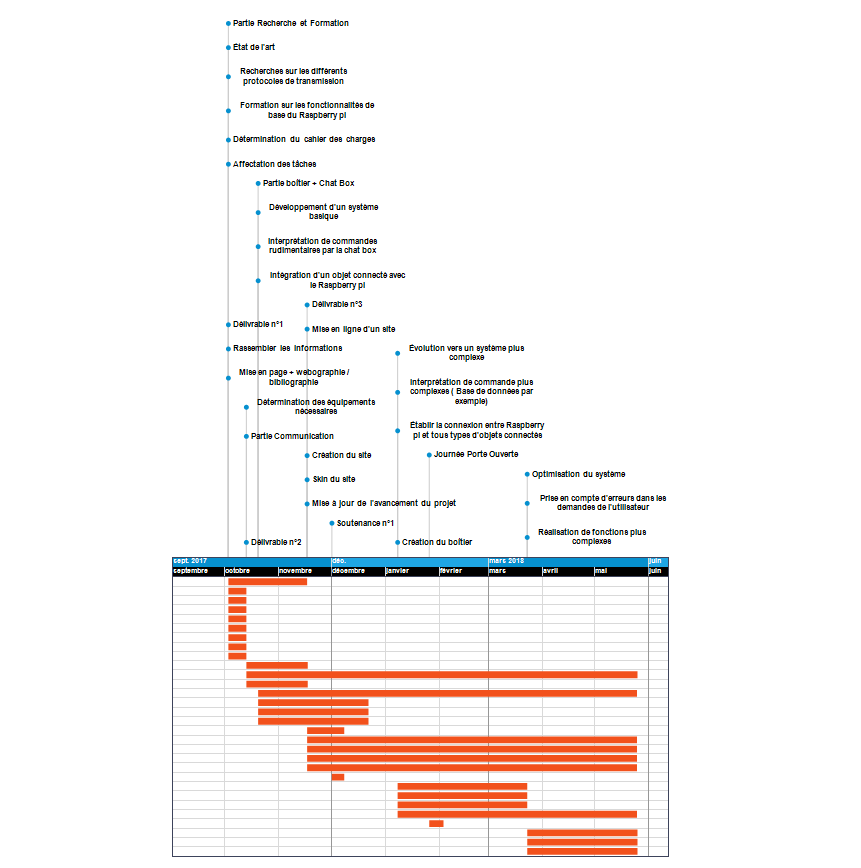 Partie Recherche et Formation
État de l'art
Recherches sur les différents
protocoles de transmission
Formation sur les fonctionnalités de
base du Raspberry pi
Détermination du cahier des charges
Affectation des tâches
Partie boîtier + Chat Box
Développement d'un système
basique
Interprétation de commandes
rudimentaires par la chat box
Intégration d'un objet connecté avec
le Raspberry pi
Délivrable n°3
Délivrable n°1
Mise en ligne d'un site
Rassembler les informations
Évolution vers un système plus
complexe
Mise en page + webographie /
bibliographie
Interprétation de commande plus
complexes ( Base de données par
exemple)
Détermination des équipements
nécessaires
Établir la connexion entre Raspberry
pi et tous types d'objets connectés
Partie Communication
Création du site
Journée Porte Ouverte
Skin du site
Optimisation du système
Mise à jour de l'avancement du projet
Prise en compte d'erreurs dans les
demandes de l'utilisateur
Soutenance n°1
Réalisation de fonctions plus
complexes
Délivrable n°2
Création du boîtier
sept. 2017 déc. mars 2018 juin
septembre octobre novembre décembre janvier février mars avril mai juin